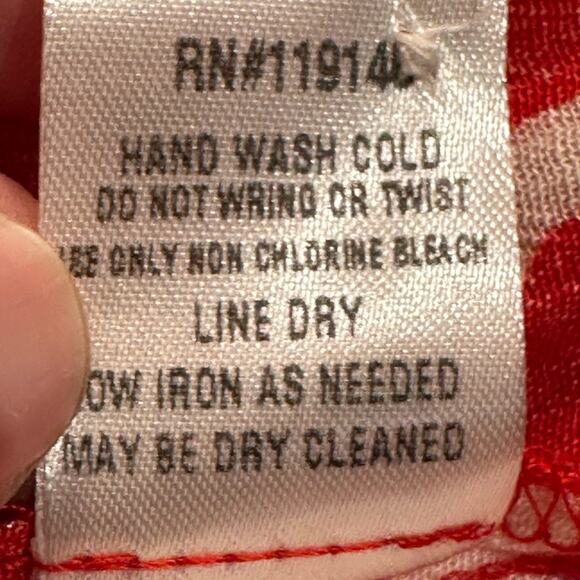 HAND WASH COLD
DO NOT WRING OR TWIST
ONLY NON CHLORINE BLEACH
LINE DRY
OW IRON AS NEEDED
MAY BE DRY CLEANED